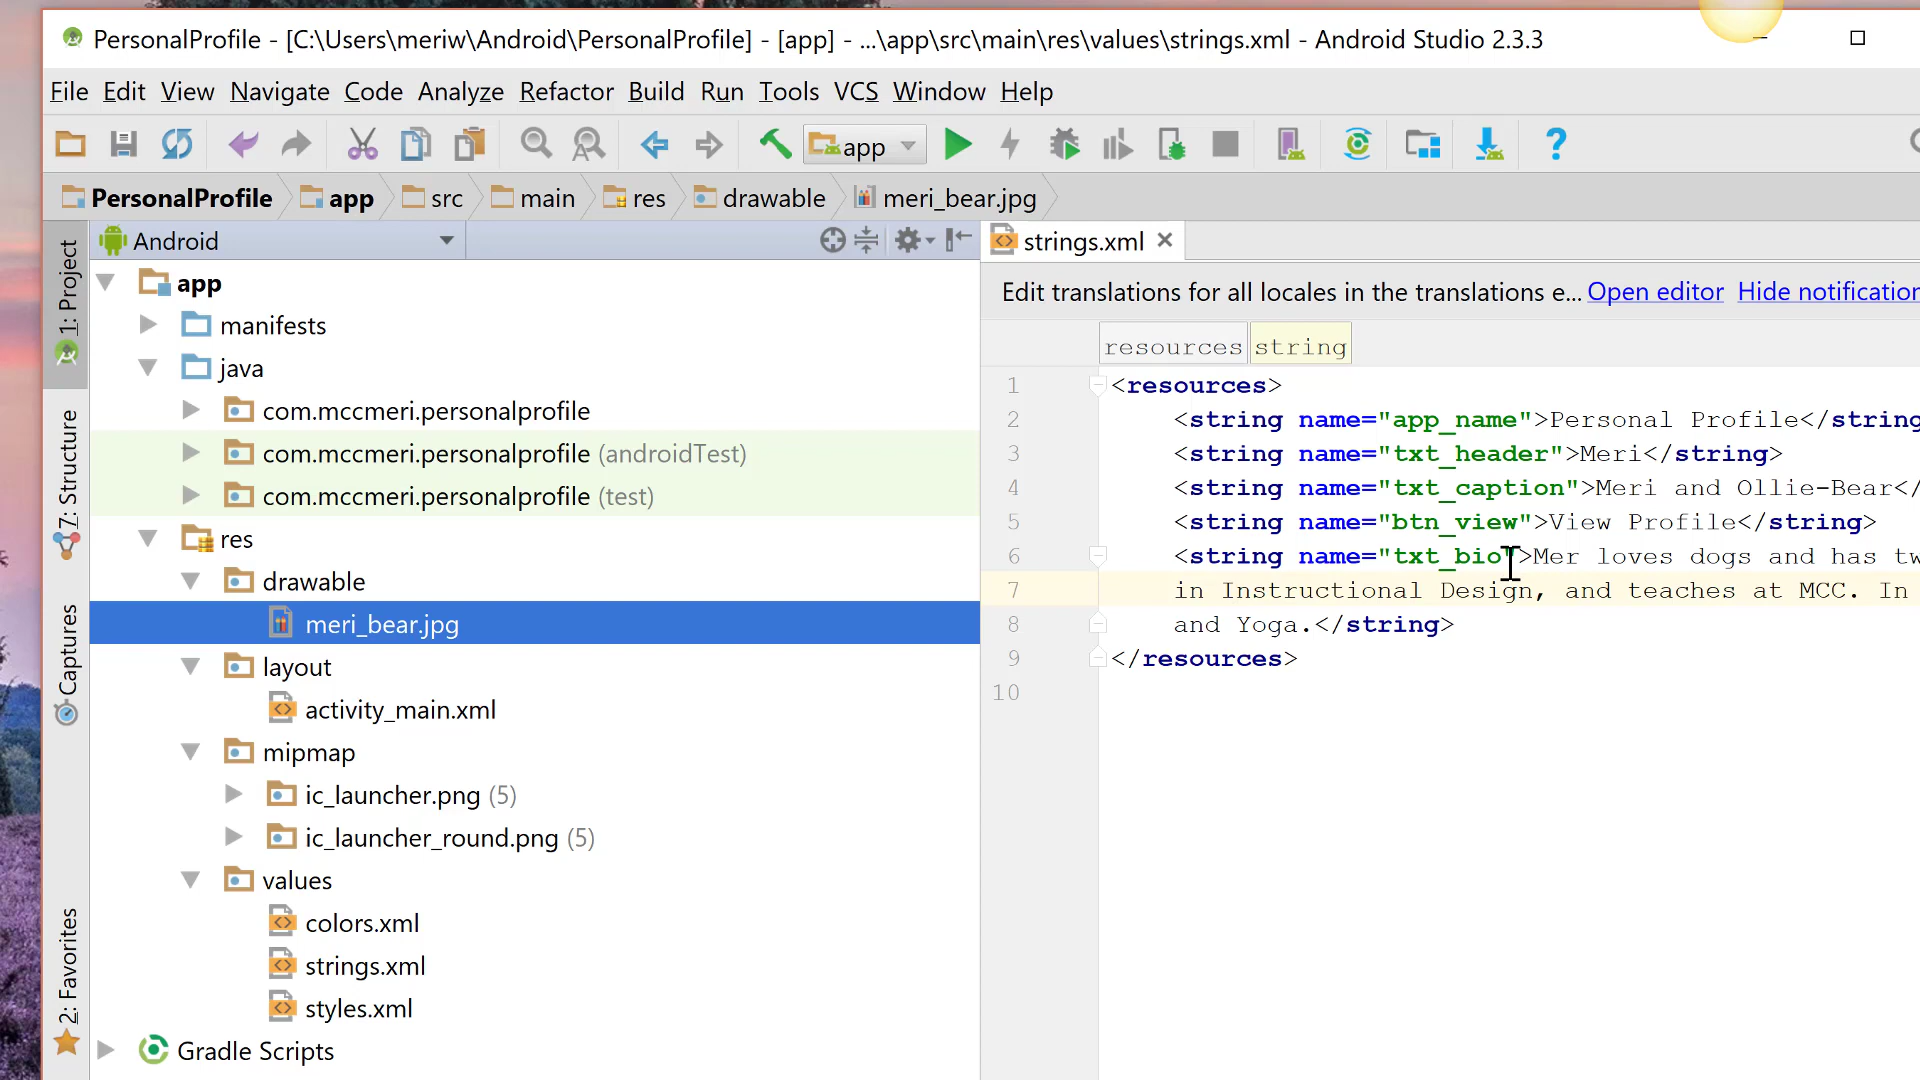 PersonalProfile - [C:\Users\meriw\Android\PersonalProfile] - [app] - ...\app\src\main\res\values\strings.xml - Android Studio 2.3.3
File Edit View Navigate Code Analyze Refactor Build Run Tools VCS Window Help
app
PersonalProfile app src main res drawable meri_bear.jpg
1: Project
7: Structure
Captures
2: Favorites
Android
app
manifests
java
com.mccmeri.personalprofile
com.mccmeri.personalprofile (androidTest)
com.mccmeri.personalprofile (test)
res
drawable
meri_bear.jpg
layout
activity_main.xml
mipmap
ic_launcher.png (5)
ic_launcher_round.png (5)
values
colors.xml
strings.xml
styles.xml
Gradle Scripts
strings.xml
Edit translations for all locales in the translations e... Open editor Hide notification
resources string
1 <resources>
2 <string name="app_name">Personal Profile</string
3 <string name="txt_header">Meri</string>
4 <string name="txt_caption">Meri and Ollie-Bear</
5 <string name="btn_view">View Profile</string>
6 <string name="txt_bio">Mer loves dogs and has tw
7 in Instructional Design, and teaches at MCC. In
8 and Yoga.</string>
9 </resources>
10